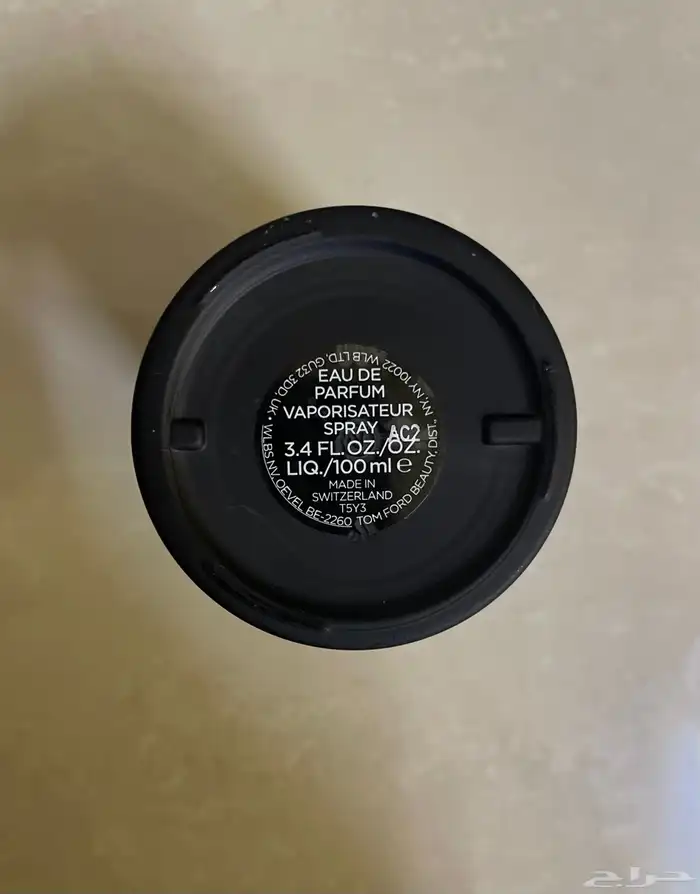 EAU DE
PARFUM
VAPORISATEUR
SPRAY
AC2
3.4 FL.OZ./OZ.
LIQ./100 ml ℮
MADE IN
SWITZERLAND
T5Y3
TOM FORD BEAUTY, DIST., NY, NY 10022 WLB LTD, GU32 3DD, UK • WLBS NV, OEVEL BE-2260
حراج